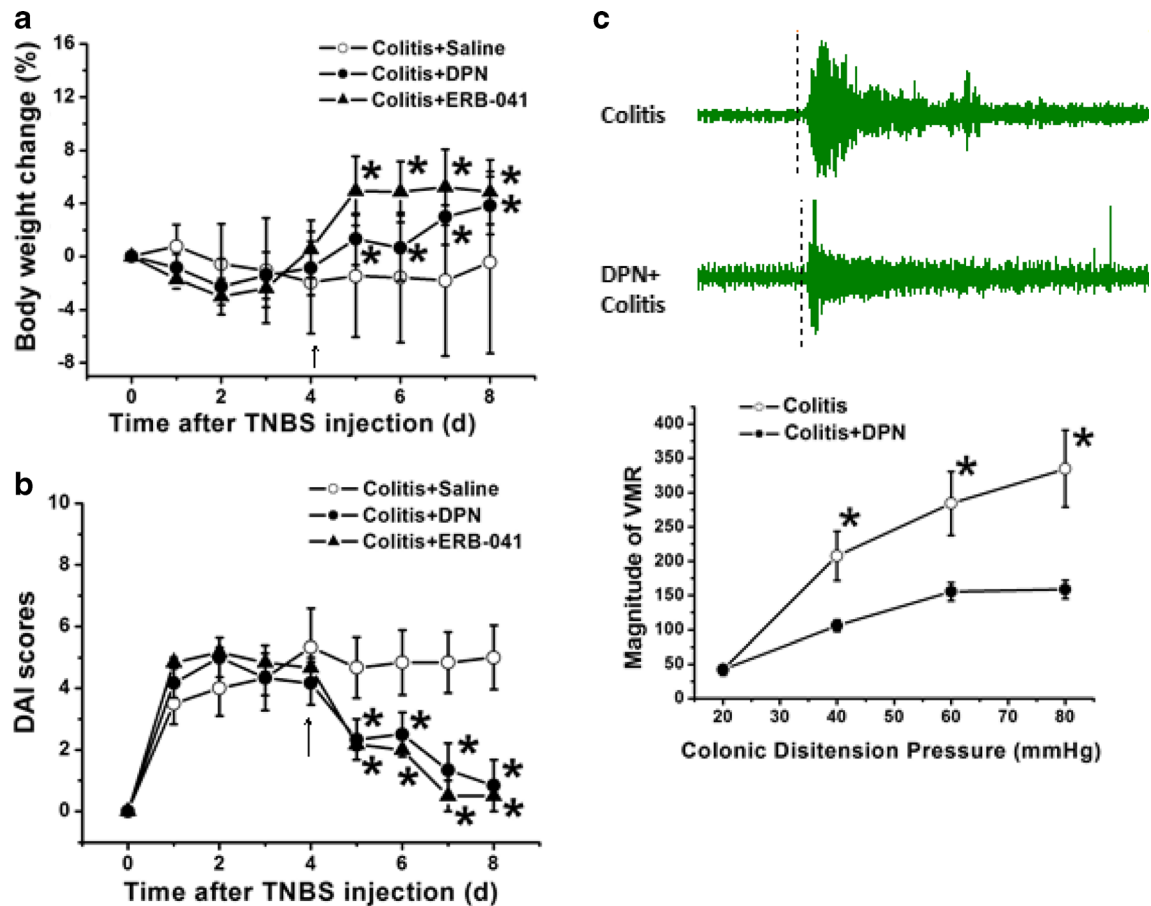 a
Body weight change (%)
16
12
8
4
0
-4
-8
Colitis+Saline
Colitis+DPN
Colitis+ERB-041
* * * *
* * * *
0 2 4 6 8
Time after TNBS injection (d)
b
DAI scores
10
8
6
4
2
0
Colitis+Saline
Colitis+DPN
Colitis+ERB-041
* * * *
* * * *
0 2 4 6 8
Time after TNBS injection (d)
c
Colitis
DPN+
Colitis
Magnitude of VMR
400
350
300
250
200
150
100
50
0
Colitis
Colitis+DPN
* * *
20 40 60 80
Colonic Disitension Pressure (mmHg)